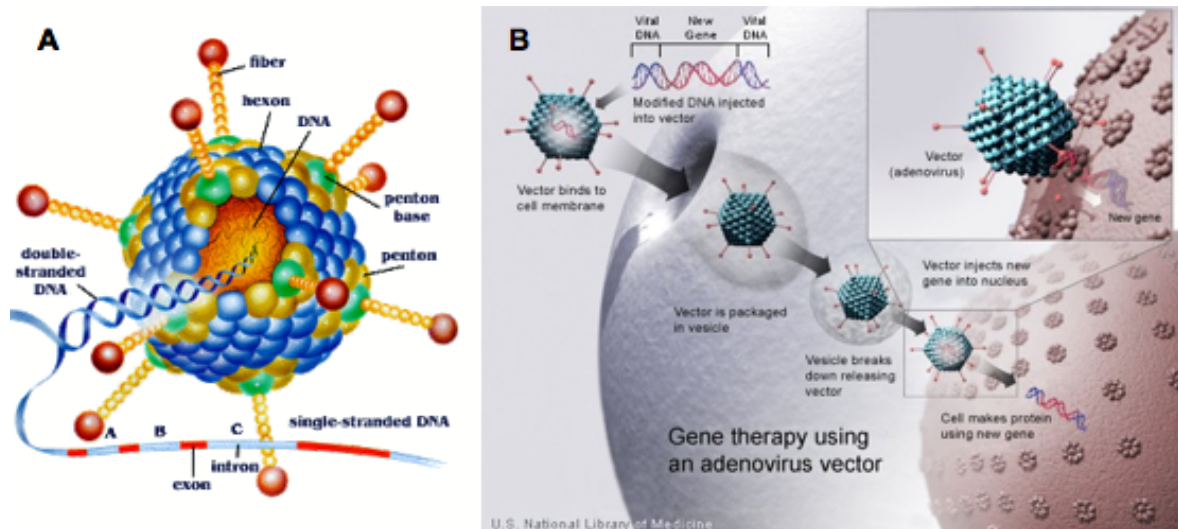 A
fiber
hexon
DNA
penton
base
penton
double-
stranded
DNA
single-stranded DNA
A B C
intron
exon
B
Vital
DNA
New
Gene
Vital
DNA
Modified DNA injected
into vector
Vector binds to
cell membrane
Vector is packaged
in vesicle
Vesicle breaks
down releasing
vector
Vector
(adenovirus)
New gene
Vector injects new
gene into nucleus
Cell makes protein
using new gene
Gene therapy using
an adenovirus vector
U.S. National Library of Medicine